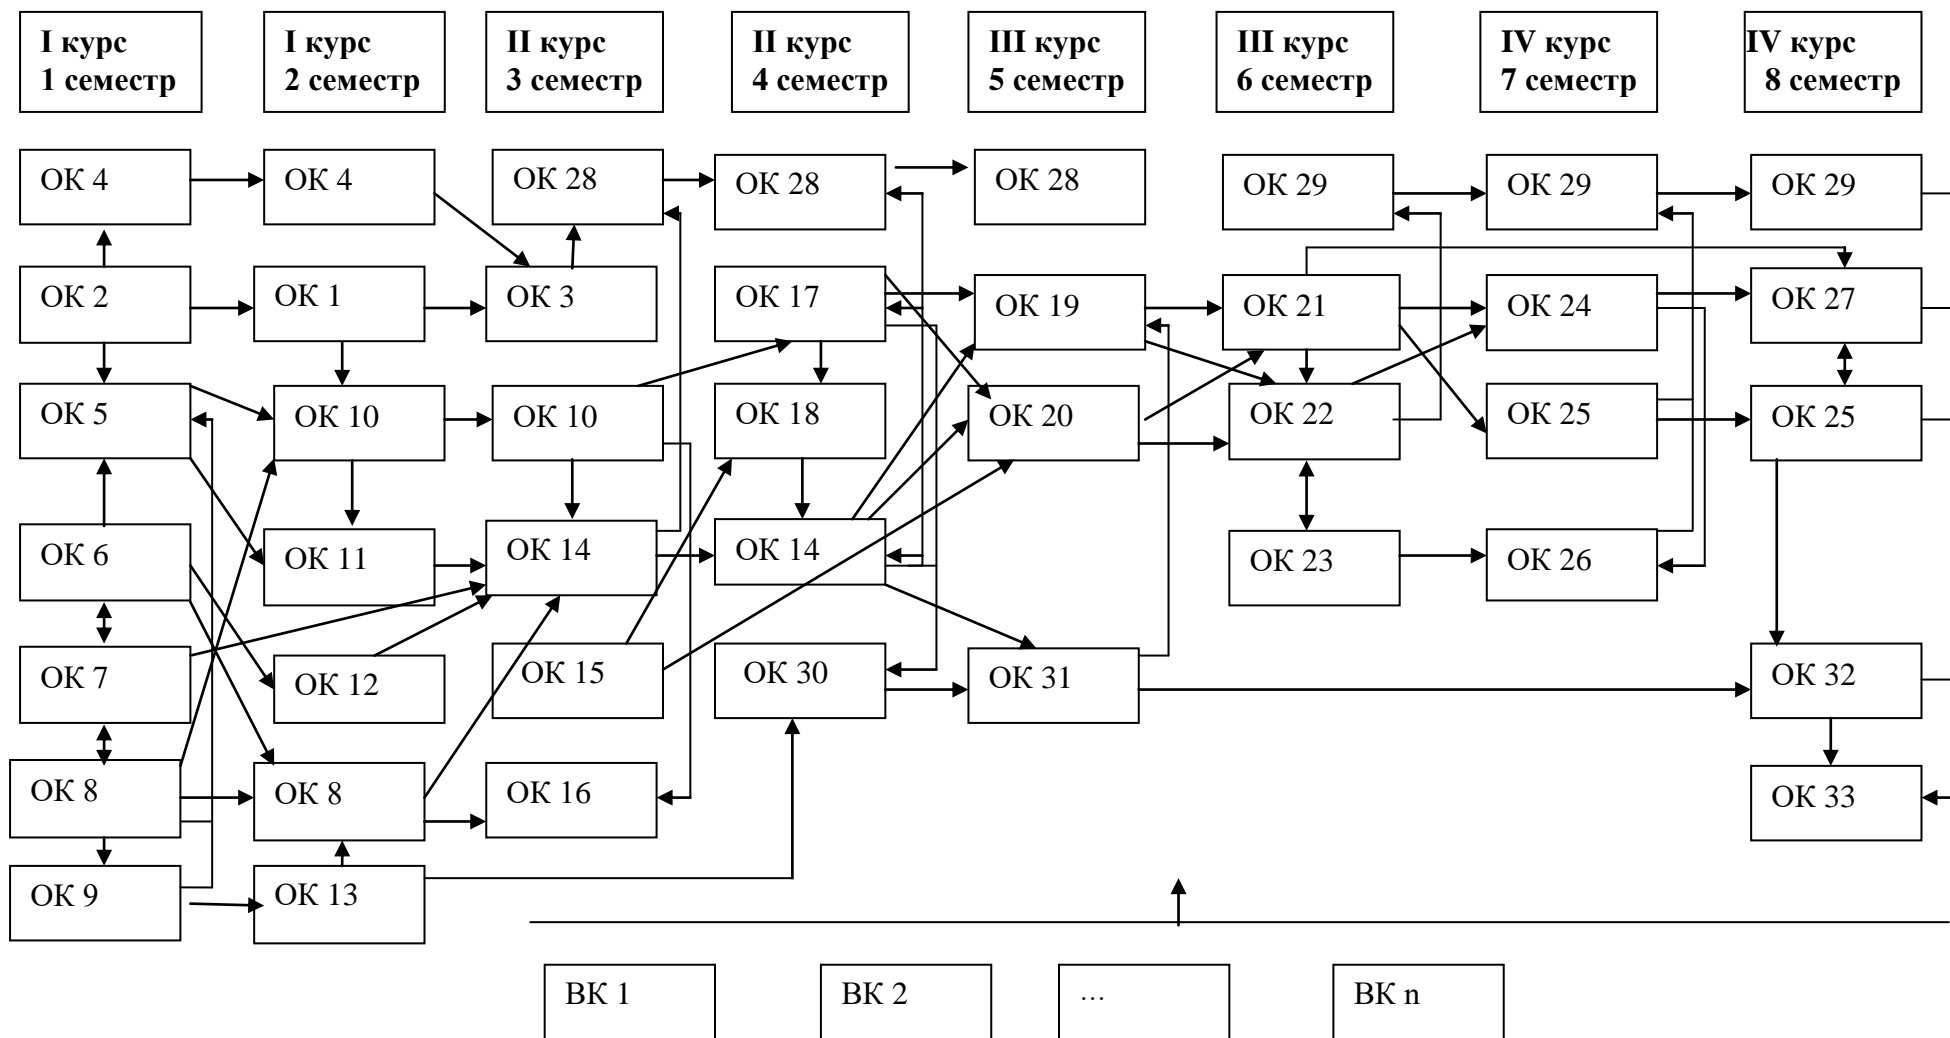 I курс
1 семестр
I курс
2 семестр
II курс
3 семестр
II курс
4 семестр
III курс
5 семестр
III курс
6 семестр
IV курс
7 семестр
IV курс
8 семестр
ОК 4
ОК 4
ОК 28
ОК 28
ОК 28
ОК 29
ОК 29
ОК 29
ОК 2
ОК 1
ОК 3
ОК 17
ОК 19
ОК 21
ОК 24
ОК 27
ОК 5
ОК 10
ОК 10
ОК 18
ОК 20
ОК 22
ОК 25
ОК 25
ОК 6
ОК 11
ОК 14
ОК 14
ОК 23
ОК 26
ОК 7
ОК 12
ОК 15
ОК 30
ОК 31
ОК 32
ОК 8
ОК 8
ОК 16
ОК 33
ОК 9
ОК 13
ВК 1
ВК 2
...
ВК n